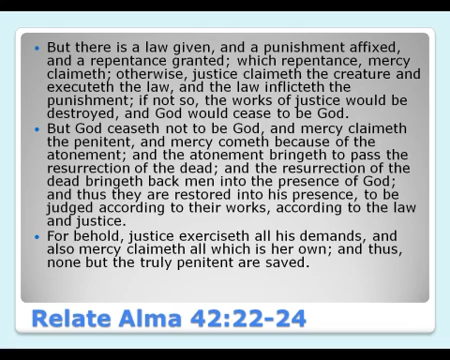 • But there is a law given, and a punishment affixed,
and a repentance granted; which repentance, mercy
claimeth; otherwise, justice claimeth the creature and
executeth the law, and the law inflicteth the
punishment; if not so, the works of justice would be
destroyed, and God would cease to be God.
• But God ceaseth not to be God, and mercy claimeth
the penitent, and mercy cometh because of the
atonement; and the atonement bringeth to pass the
resurrection of the dead; and the resurrection of the
dead bringeth back men into the presence of God;
and thus they are restored into his presence, to be
judged according to their works, according to the law
and justice.
• For behold, justice exerciseth all his demands, and
also mercy claimeth all which is her own; and thus,
none but the truly penitent are saved.
Relate Alma 42:22-24